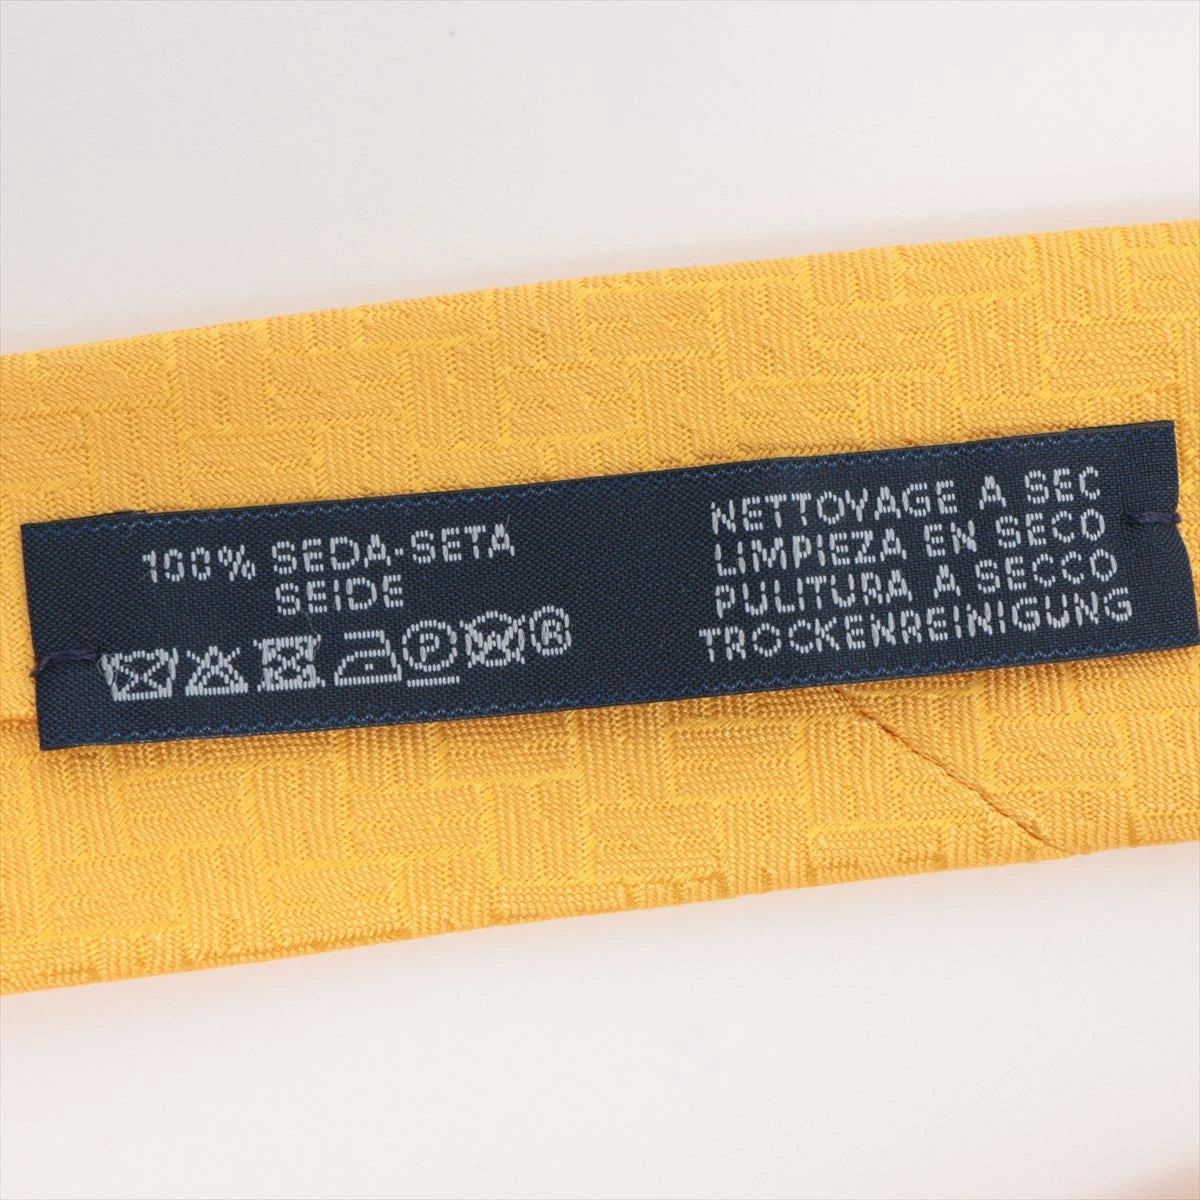 100% SEDA-SETA
SEIDE
P W ®
NETTOYAGE A SEC
LIMPIEZA EN SECO
PULITURA A SECCO
TROCKENREINIGUNG